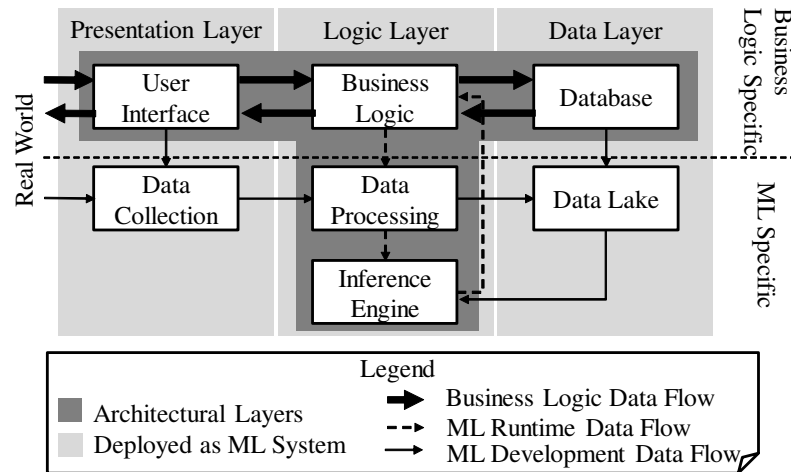 Presentation Layer
Logic Layer
Data Layer
Business
Logic Specific
User
Interface
Business
Logic
Database
Real World
Data
Collection
Data
Processing
Data Lake
ML Specific
Inference
Engine
Legend
Architectural Layers
Deployed as ML System
Business Logic Data Flow
ML Runtime Data Flow
ML Development Data Flow